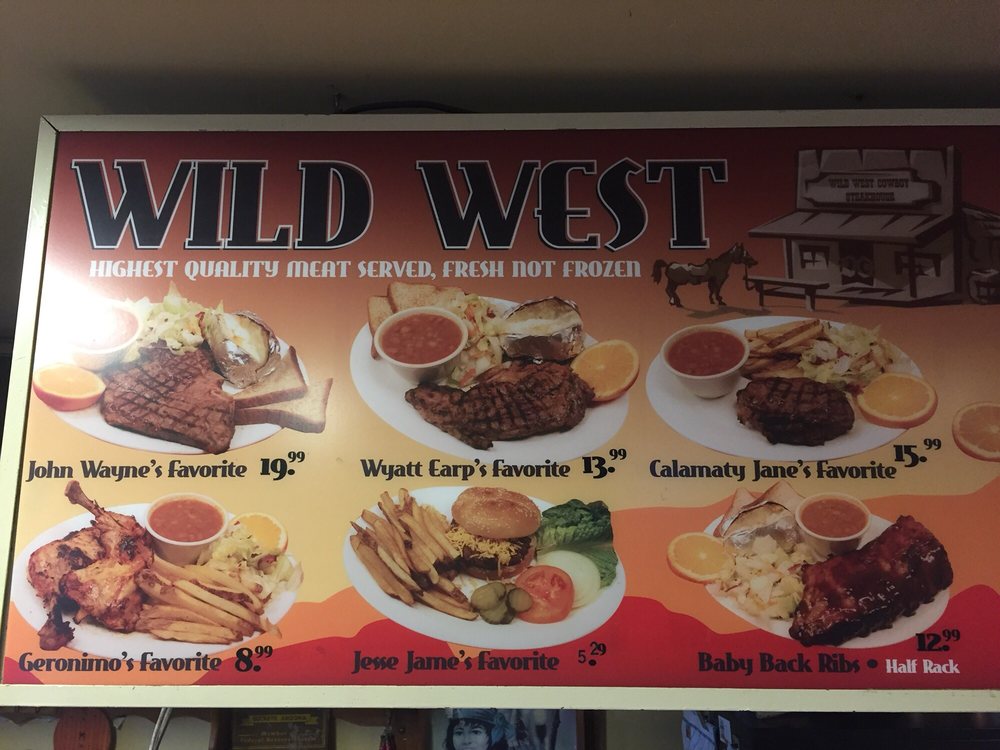 WILD WEST
WILD WEST COWBOY
STEAKHOUSE
HIGHEST QUALITY MEAT SERVED, FRESH NOT FROZEN
John Wayne's Favorite 19.99
Wyatt Earp's Favorite 13.99
Calamaty Jane's Favorite 15.99
Geronimo's Favorite 8.99
Jesse Jame's Favorite 5.29
Baby Back Ribs • Half Rack 12.99
Member